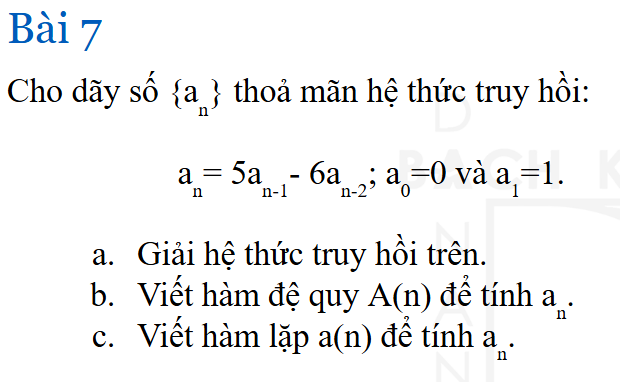 Bài 7
Cho dãy số {a_n} thoả mãn hệ thức truy hồi:
a_n= 5a_n-1- 6a_n-2; a_0=0 và a_1=1.
a. Giải hệ thức truy hồi trên.
b. Viết hàm đệ quy A(n) để tính a_n.
c. Viết hàm lặp a(n) để tính a_n.